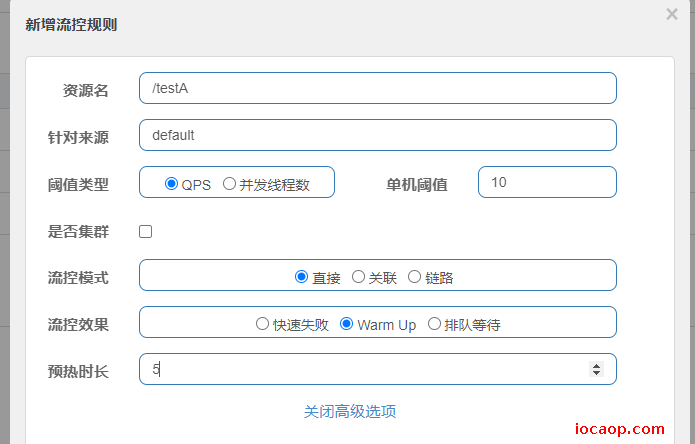 新增流控规则 ×
资源名 /testA
针对来源 default
阈值类型 QPS 并发线程数 单机阈值 10
是否集群
流控模式 直接 关联 链路
流控效果 快速失败 Warm Up 排队等待
预热时长 5
关闭高级选项
iocaop.com